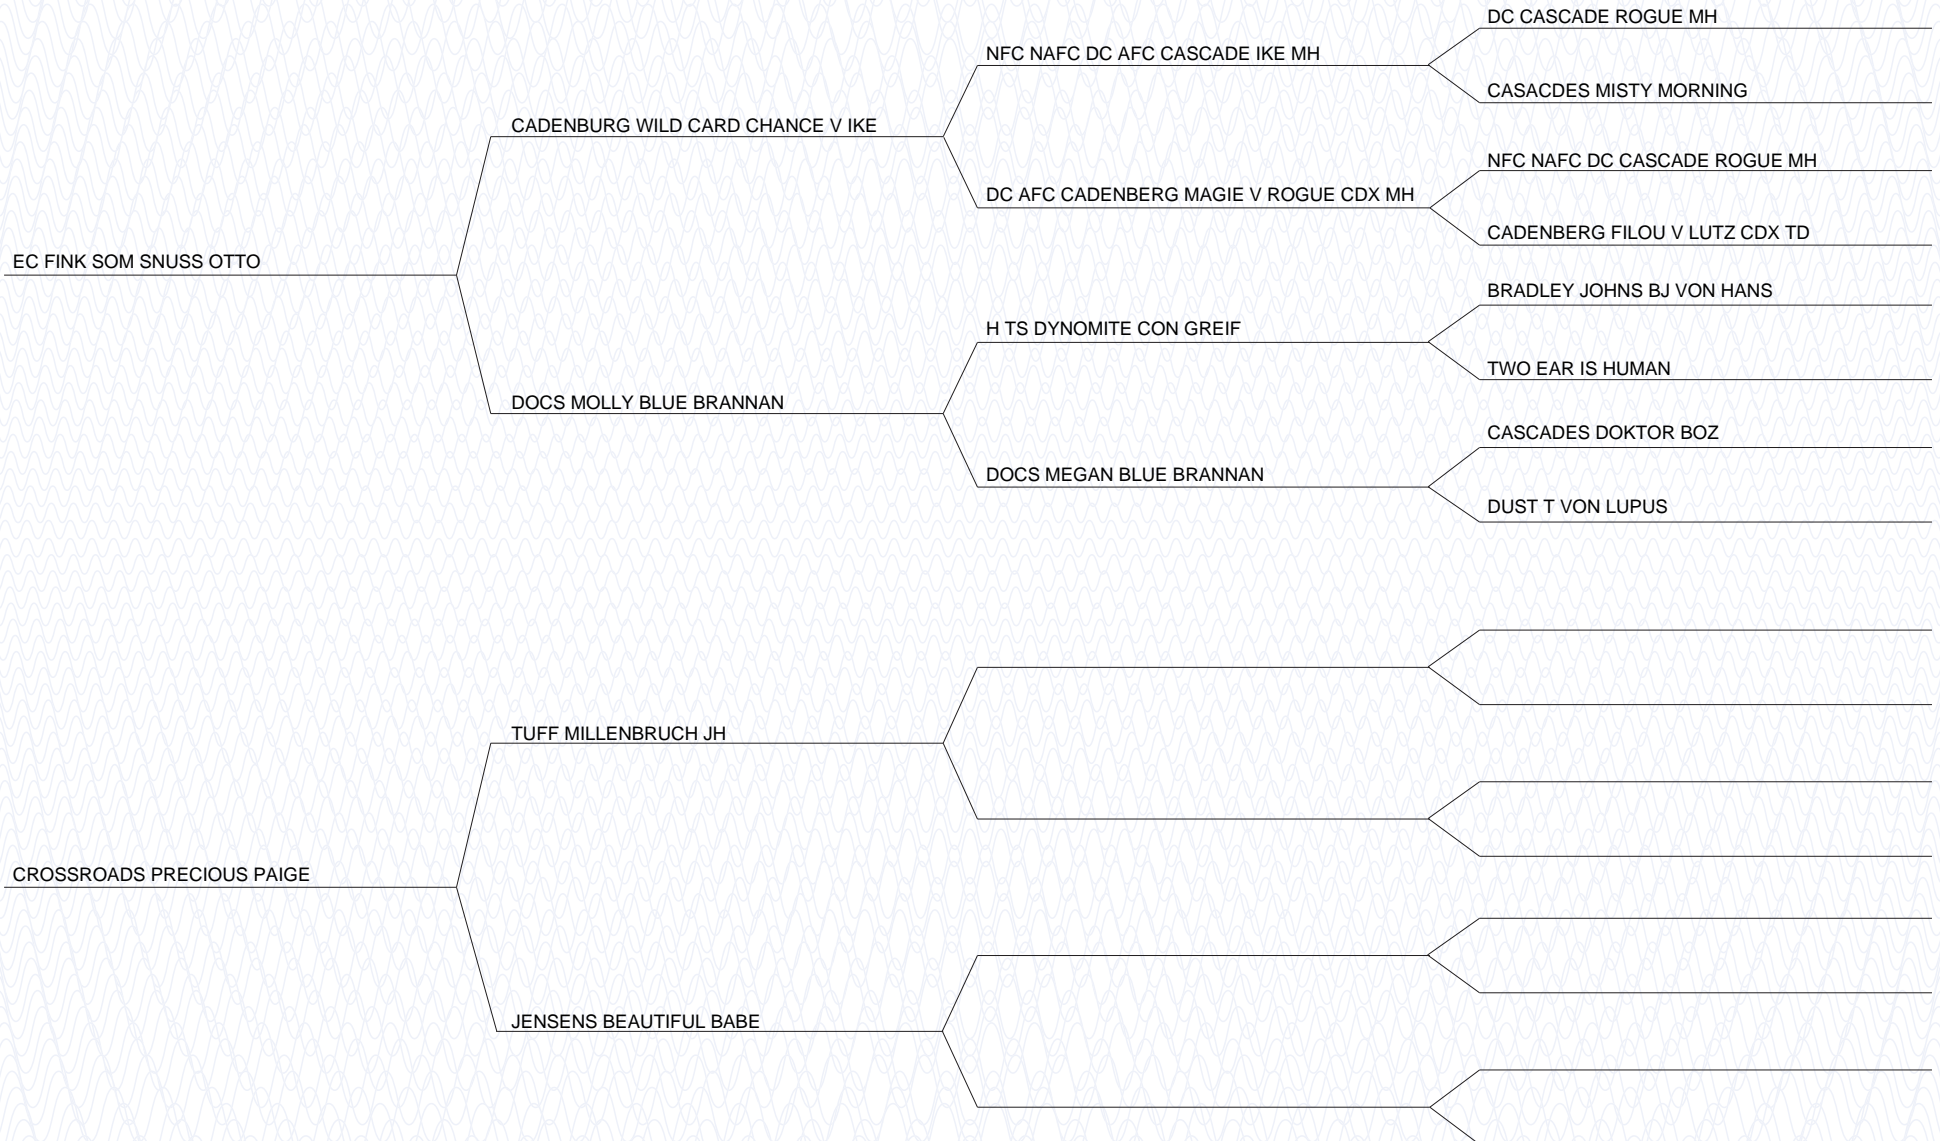 DC CASCADE ROGUE MH
NFC NAFC DC AFC CASCADE IKE MH
CASACDES MISTY MORNING
CADENBURG WILD CARD CHANCE V IKE
NFC NAFC DC CASCADE ROGUE MH
DC AFC CADENBERG MAGIE V ROGUE CDX MH
CADENBERG FILOU V LUTZ CDX TD
EC FINK SOM SNUSS OTTO
BRADLEY JOHNS BJ VON HANS
H TS DYNOMITE CON GREIF
TWO EAR IS HUMAN
DOCS MOLLY BLUE BRANNAN
CASCADES DOKTOR BOZ
DOCS MEGAN BLUE BRANNAN
DUST T VON LUPUS
TUFF MILLENBRUCH JH
CROSSROADS PRECIOUS PAIGE
JENSENS BEAUTIFUL BABE